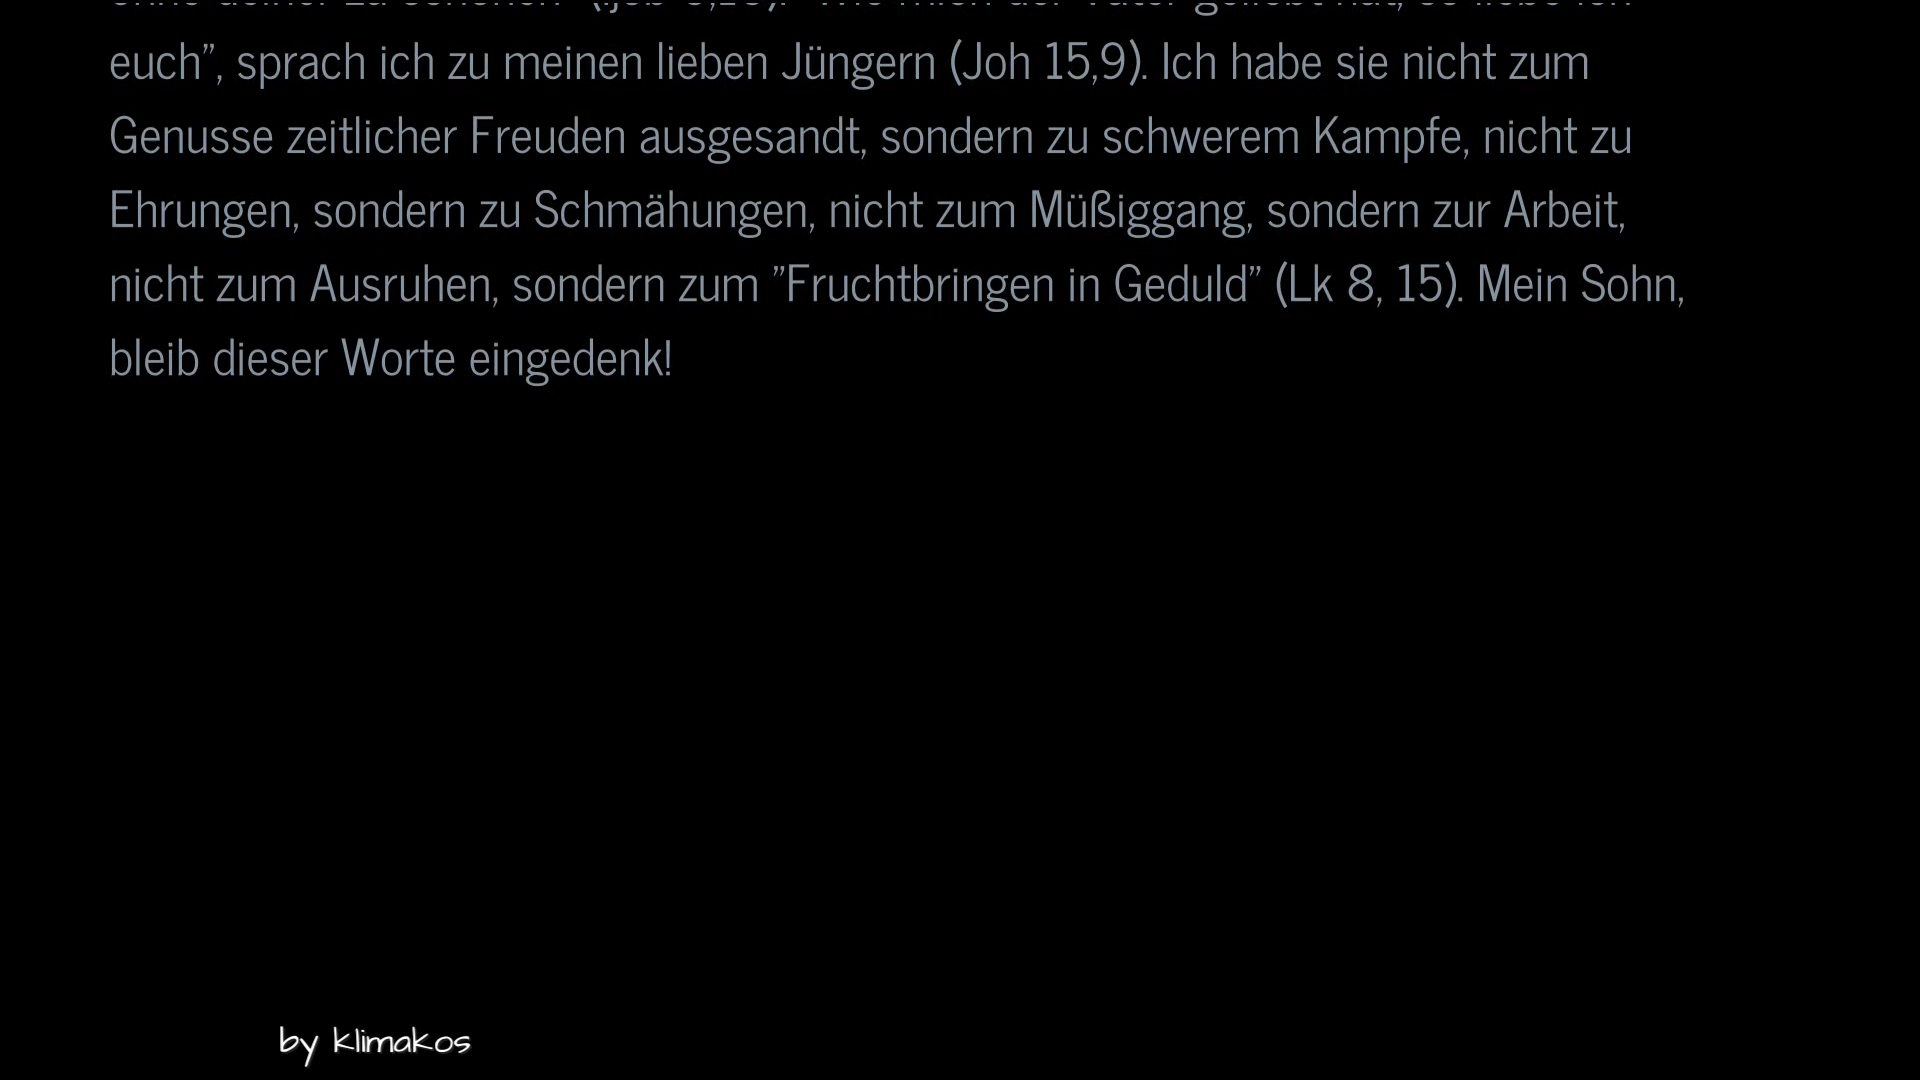 euch”, sprach ich zu meinen lieben Jüngern (Joh 15,9). Ich habe sie nicht zum
Genusse zeitlicher Freuden ausgesandt, sondern zu schwerem Kampfe, nicht zu
Ehrungen, sondern zu Schmähungen, nicht zum Müßiggang, sondern zur Arbeit,
nicht zum Ausruhen, sondern zum ”Fruchtbringen in Geduld” (Lk 8, 15). Mein Sohn,
bleib dieser Worte eingedenk!
by klimakos